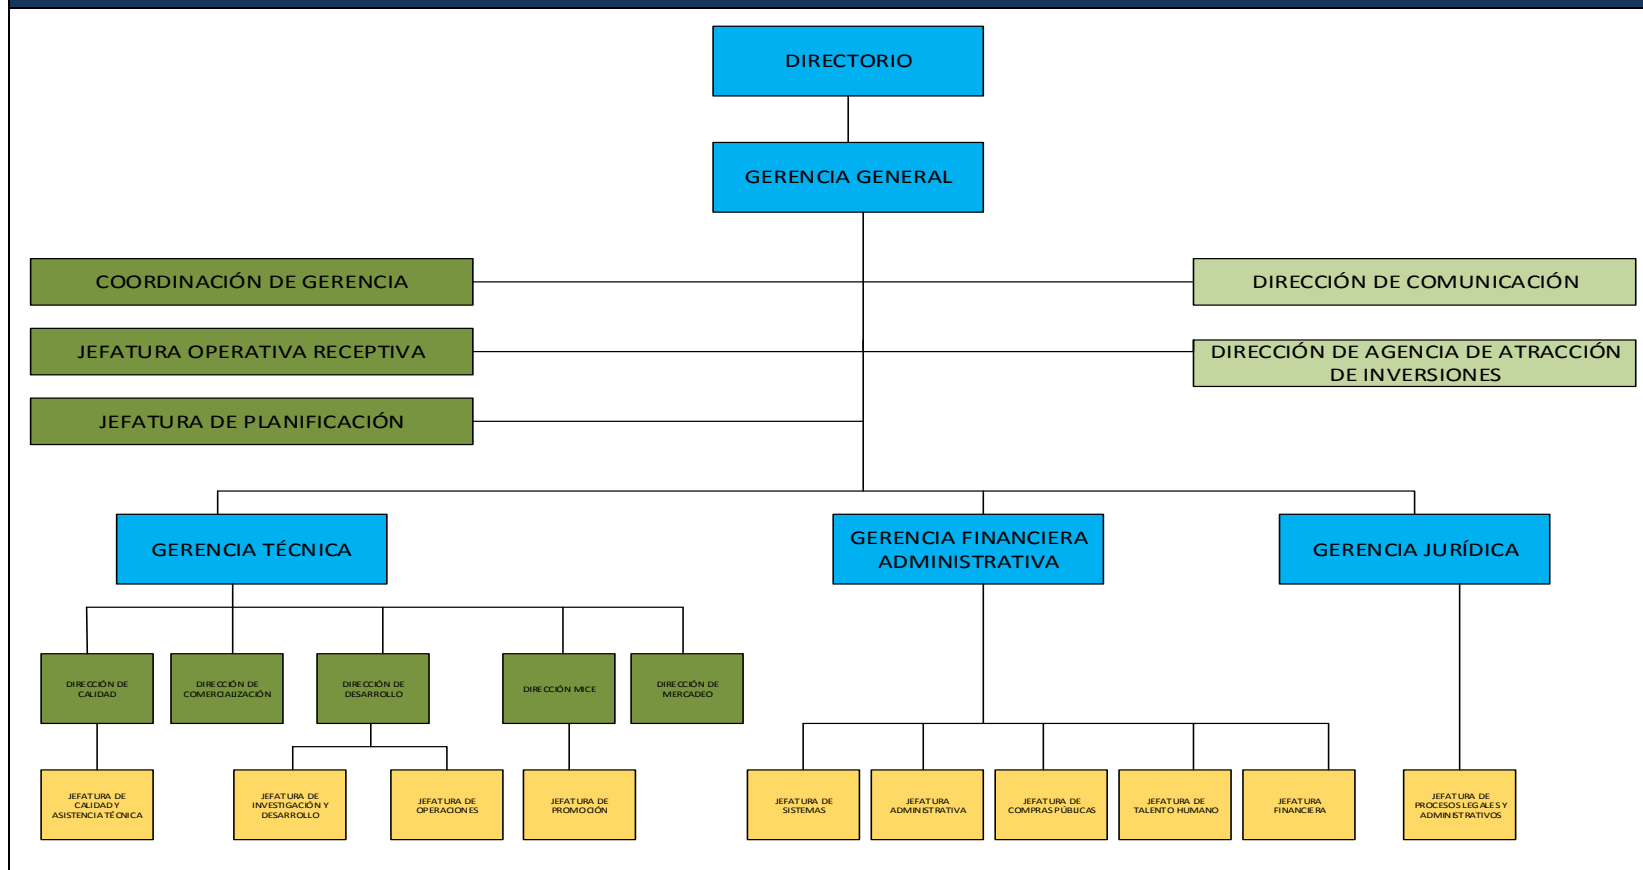 DIRECTORIO
GERENCIA GENERAL
COORDINACIÓN DE GERENCIA
DIRECCIÓN DE COMUNICACIÓN
JEFATURA OPERATIVA RECEPTIVA
DIRECCIÓN DE AGENCIA DE ATRACCIÓN
DE INVERSIONES
JEFATURA DE PLANIFICACIÓN
GERENCIA TÉCNICA
GERENCIA FINANCIERA
ADMINISTRATIVA
GERENCIA JURÍDICA
DIRECCIÓN DE
CALIDAD
DIRECCIÓN DE
COMERCIALIZACIÓN
DIRECCIÓN DE
DESARROLLO
DIRECCIÓN MICE
DIRECCIÓN DE
MERCADEO
JEFATURA DE
CALIDAD Y
ASISTENCIA TÉCNICA
JEFATURA DE
INVESTIGACIÓN Y
DESARROLLO
JEFATURA DE
OPERACIONES
JEFATURA DE
PROMOCIÓN
JEFATURA DE
SISTEMAS
JEFATURA
ADMINISTRATIVA
JEFATURA DE
COMPRAS PÚBLICAS
JEFATURA DE
TALENTO HUMANO
JEFATURA
FINANCIERA
JEFATURA DE
PROCESOS LEGALES Y
ADMINISTRATIVOS